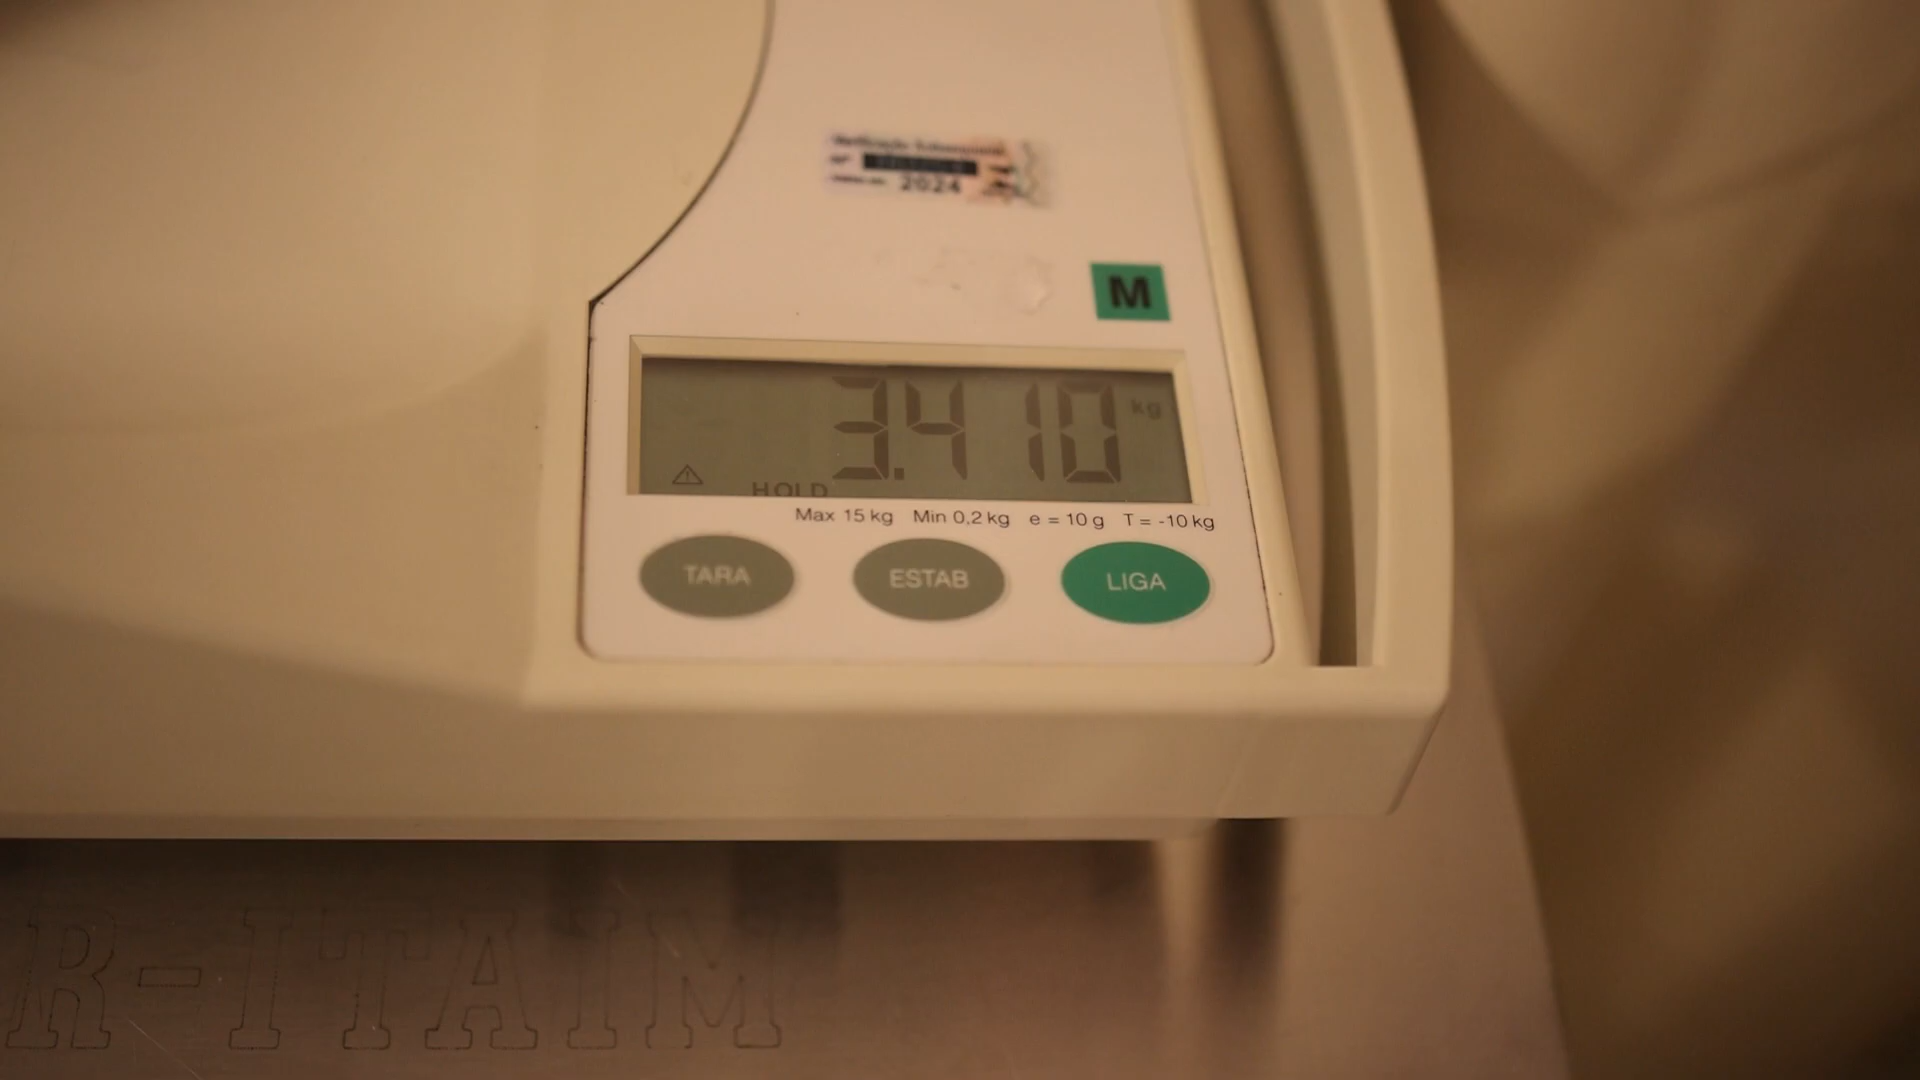 2024
M
3.410 kg
HOLD
Max 15 kg Min 0,2 kg e = 10 g T = -10 kg
TARA ESTAB LIGA
R-ITAIM